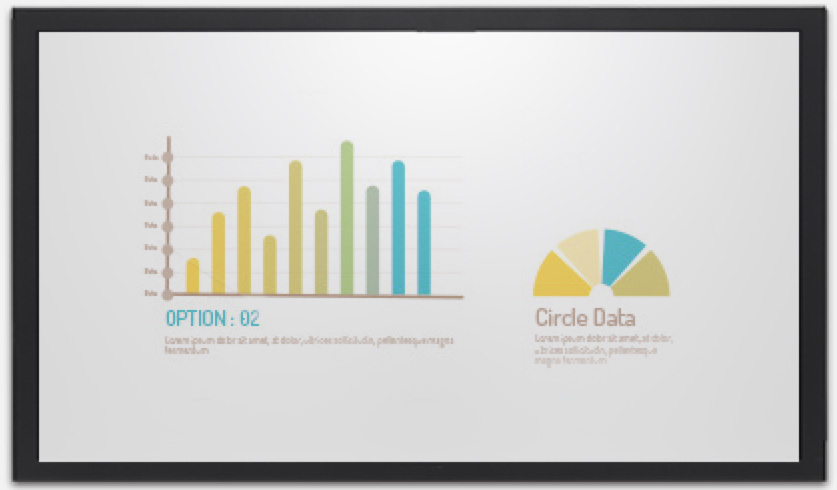 Data
Data
Data
Data
Data
Data
Data
OPTION : 02
Lorem ipsum dolor sit amet, at dolor, ultrices sollicitudin, pellentesque magna
fermentum
Circle Data
Lorem ipsum dolor sit amet, at dolor,
ultrices sollicitudin, pellentesque
magna fermentum